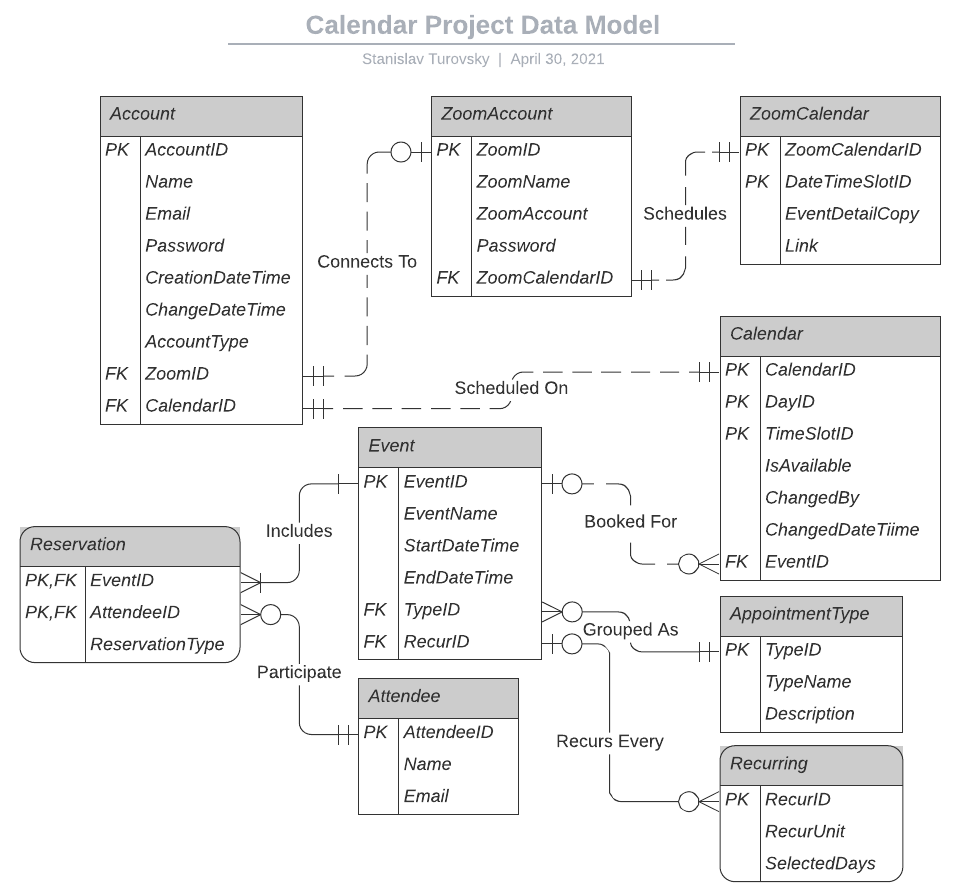 Calendar Project Data Model
Stanislav Turovsky | April 30, 2021
Account
PK AccountID
Name
Email
Password
CreationDateTime
ChangeDateTime
AccountType
FK ZoomID
FK CalendarID
Connects To
ZoomAccount
PK ZoomID
ZoomName
ZoomAccount
Password
FK ZoomCalendarID
Schedules
ZoomCalendar
PK ZoomCalendarID
PK DateTimeSlotID
EventDetailCopy
Link
Scheduled On
Calendar
PK CalendarID
PK DayID
PK TimeSlotID
IsAvailable
ChangedBy
ChangedDateTiime
FK EventID
Event
PK EventID
EventName
StartDateTime
EndDateTime
FK TypeID
FK RecurID
Booked For
Includes
Reservation
PK,FK EventID
PK,FK AttendeeID
ReservationType
Grouped As
AppointmentType
PK TypeID
TypeName
Description
Participate
Attendee
PK AttendeeID
Name
Email
Recurs Every
Recurring
PK RecurID
RecurUnit
SelectedDays